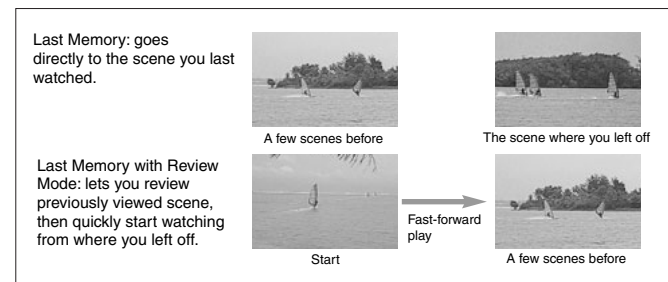 Last Memory: goes
directly to the scene you last
watched.
A few scenes before
The scene where you left off
Last Memory with Review
Mode: lets you review
previously viewed scene,
then quickly start watching
from where you left off.
Fast-forward
play
Start
A few scenes before